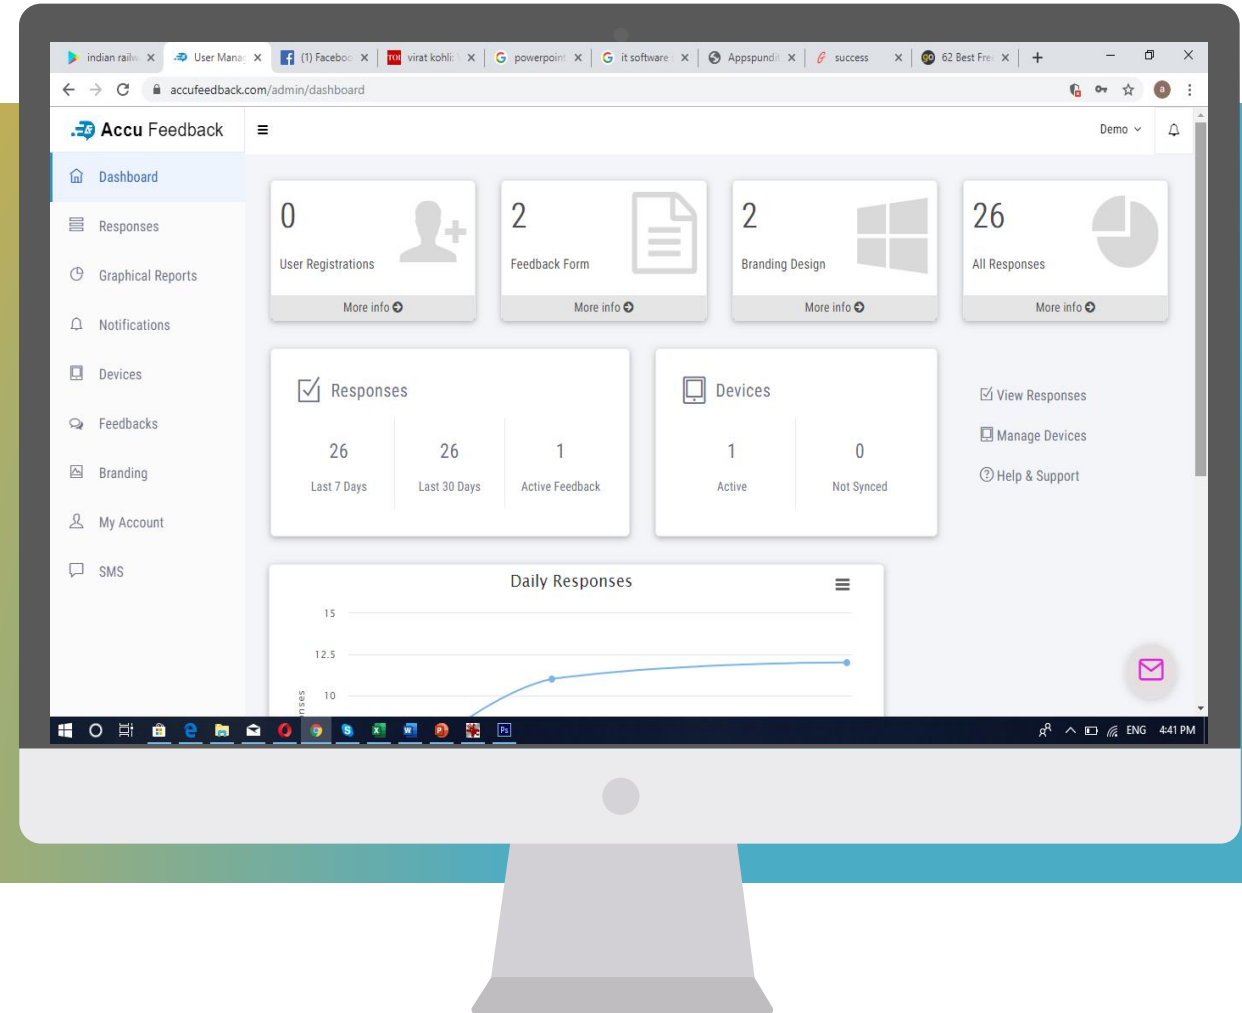 indian railw
User Manag
(1) Faceboo
TOI virat kohli:
G powerpoint
G it software
Appspundit
success
go 62 Best Fre
accufeedback.com/admin/dashboard
a
Accu Feedback
Demo
Dashboard
Responses
Graphical Reports
Notifications
Devices
Feedbacks
Branding
My Account
SMS
0
User Registrations
More info
2
Feedback Form
More info
2
Branding Design
More info
26
All Responses
More info
Responses
26
Last 7 Days
26
Last 30 Days
1
Active Feedback
Devices
1
Active
0
Not Synced
View Responses
Manage Devices
Help & Support
Daily Responses
15
12.5
10
ENG 4:41 PM